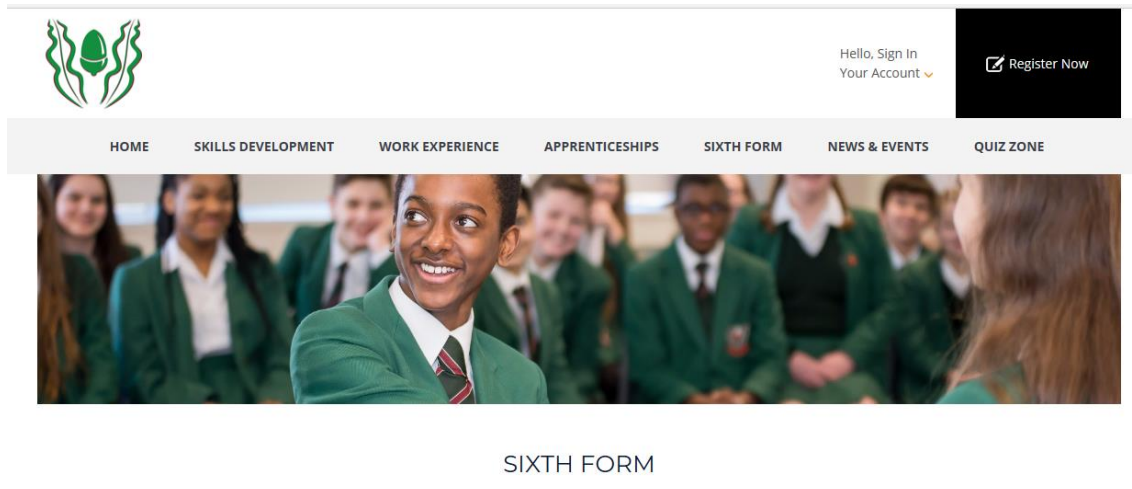 Hello, Sign In
Your Account
Register Now
HOME SKILLS DEVELOPMENT WORK EXPERIENCE APPRENTICESHIPS SIXTH FORM NEWS & EVENTS QUIZ ZONE
SIXTH FORM